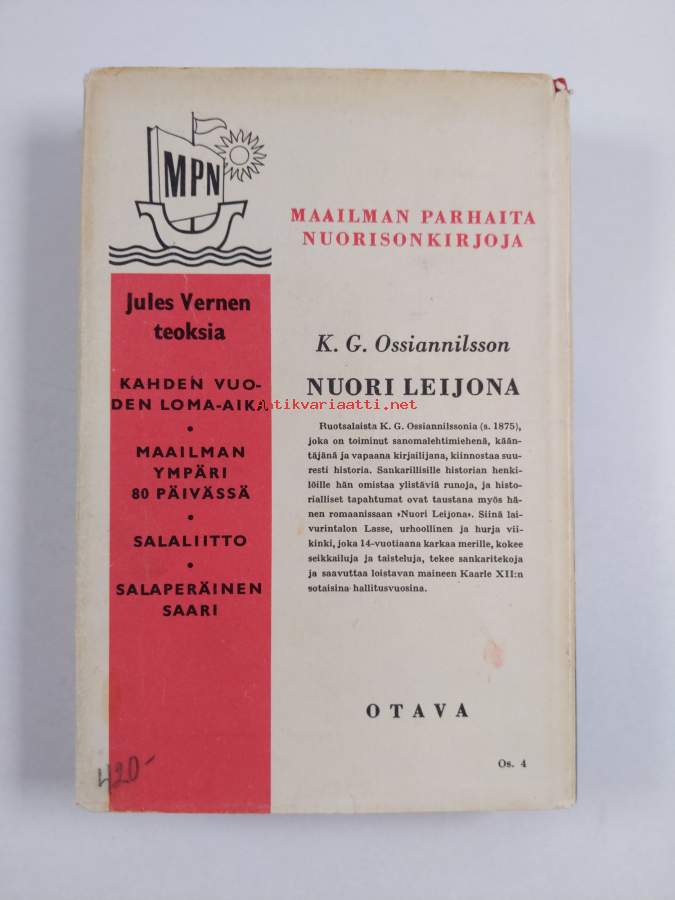 MPN
MAAILMAN PARHAITA
NUORISONKIRJOJA
Jules Vernen
teoksia
KAHDEN VUO-
DEN LOMA-AIKA
•
MAAILMAN
YMPÄRI
80 PÄIVÄSSÄ
•
SALALIITTO
•
SALAPERÄINEN
SAARI
antikvariaatti.net
K. G. Ossiannilsson
NUORI LEIJONA
Ruotsalaista K. G. Ossiannilssonia (s. 1875),
joka on toiminut sanomalehtimiehenä, kään-
täjänä ja vapaana kirjailijana, kiinnostaa suu-
resti historia. Sankarillisille historian henki-
löille hän omistaa ylistäviä runoja, ja histo-
rialliset tapahtumat ovat taustana myös hä-
nen romaanissaan »Nuori Leijona». Siinä lai-
vurintalon Lasse, urhoollinen ja hurja vii-
kinki, joka 14-vuotiaana karkaa merille, kokee
seikkailuja ja taisteluja, tekee sankaritekoja
ja saavuttaa loistavan maineen Kaarle XII:n
sotaisina hallitusvuosina.
OTAVA
Os. 4
420-